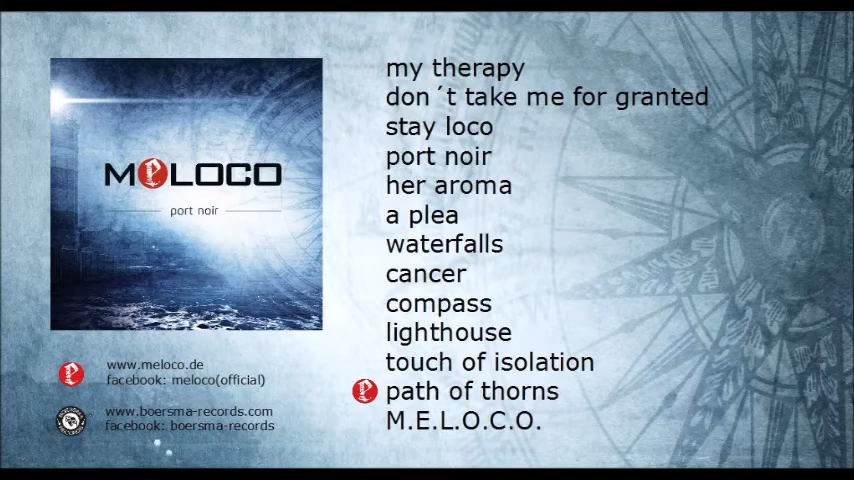 MeLOCO
port noir
www.meloco.de
facebook: meloco(official)
www.boersma-records.com
facebook: boersma-records
my therapy
don´t take me for granted
stay loco
port noir
her aroma
a plea
waterfalls
cancer
compass
lighthouse
touch of isolation
path of thorns
M.E.L.O.C.O.